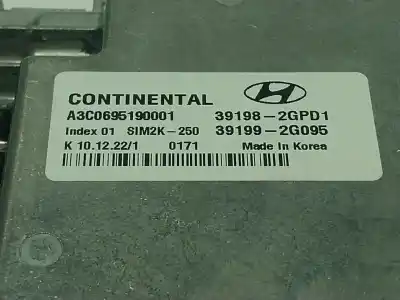 CONTINENTAL
A3C0695190001 39198-2GPD1
Index 01 SIM2K-250 39199-2G095
K 10.12.22/1 0171 Made in Korea